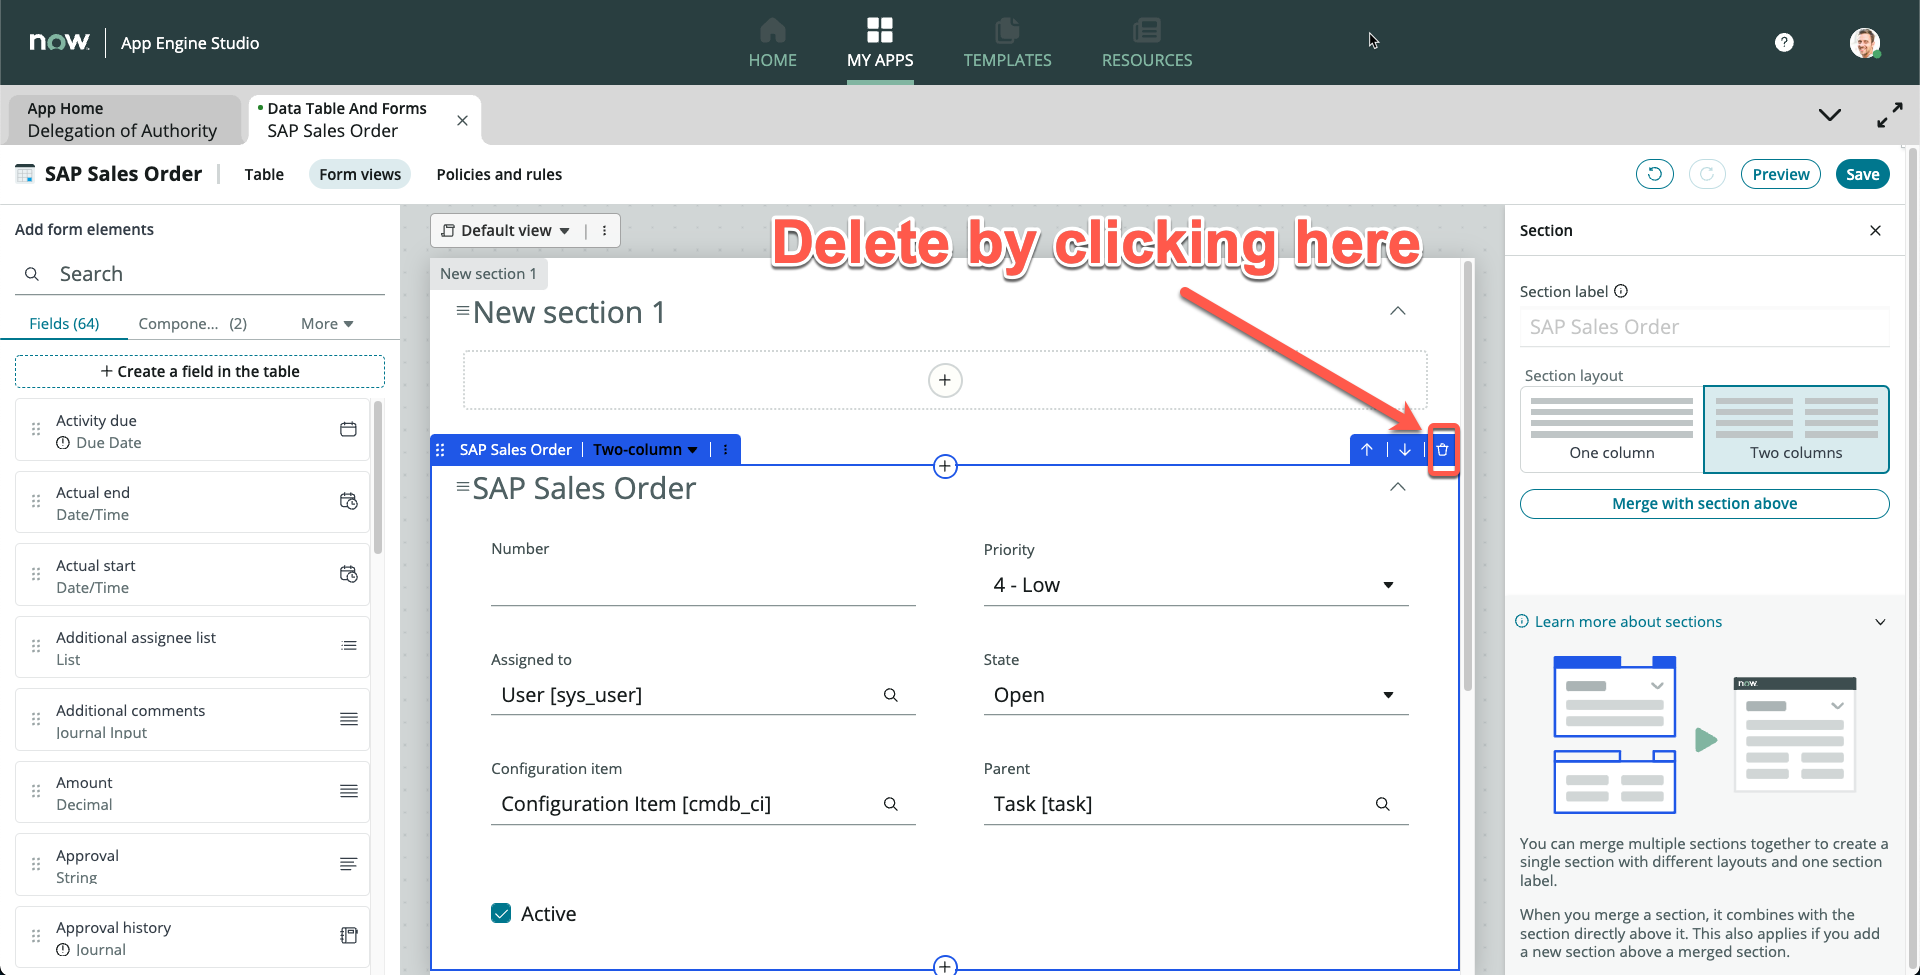 now.
App Engine Studio
HOME
MY APPS
TEMPLATES
RESOURCES
?
App Home
Delegation of Authority
Data Table And Forms
SAP Sales Order
SAP Sales Order
Table
Form views
Policies and rules
Preview
Save
Add form elements
Search
Fields (64)
Compone... (2)
More
+ Create a field in the table
Activity due
Due Date
Actual end
Date/Time
Actual start
Date/Time
Additional assignee list
List
Additional comments
Journal Input
Amount
Decimal
Approval
String
Approval history
Journal
Default view
Delete by clicking here
New section 1
New section 1
SAP Sales Order
Two-column
SAP Sales Order
Number
Priority
4 - Low
Assigned to
User [sys_user]
State
Open
Configuration item
Configuration Item [cmdb_ci]
Parent
Task [task]
Active
Section
Section label
SAP Sales Order
Section layout
One column
Two columns
Merge with section above
Learn more about sections
now.
You can merge multiple sections together to create a
single section with different layouts and one section
label.
When you merge a section, it combines with the
section directly above it. This also applies if you add
a new section above a merged section.